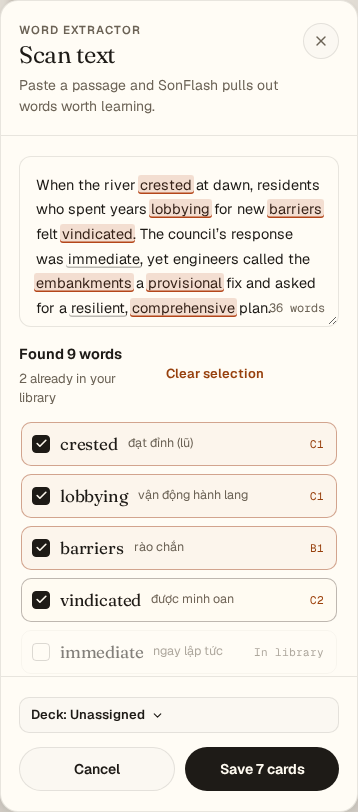 WORD EXTRACTOR
Scan text
Paste a passage and SonFlash pulls out
words worth learning.
When the river crested at dawn, residents
who spent years lobbying for new barriers
felt vindicated. The council's response
was immediate, yet engineers called the
embankments a provisional fix and asked
for a resilient, comprehensive plan.
36 words
Found 9 words
2 already in your
library
Clear selection
crested đạt đỉnh (lũ) C1
lobbying vận động hành lang C1
barriers rào chắn B1
vindicated được minh oan C2
immediate ngay lập tức In library
Deck: Unassigned
Cancel
Save 7 cards